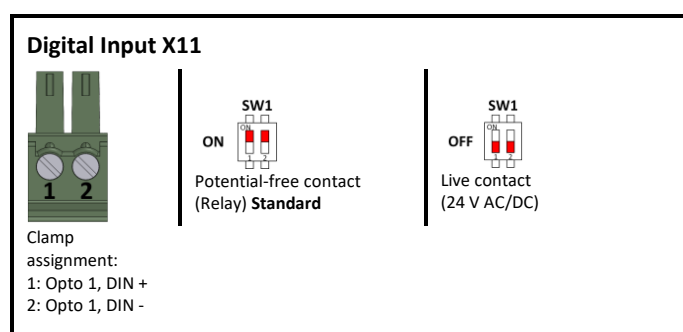 Digital Input X11
1 2
Clamp
assignment:
1: Opto 1, DIN +
2: Opto 1, DIN -
SW1
ON
ON
1 2
Potential-free contact
(Relay) Standard
SW1
OFF
ON
1 2
Live contact
(24 V AC/DC)